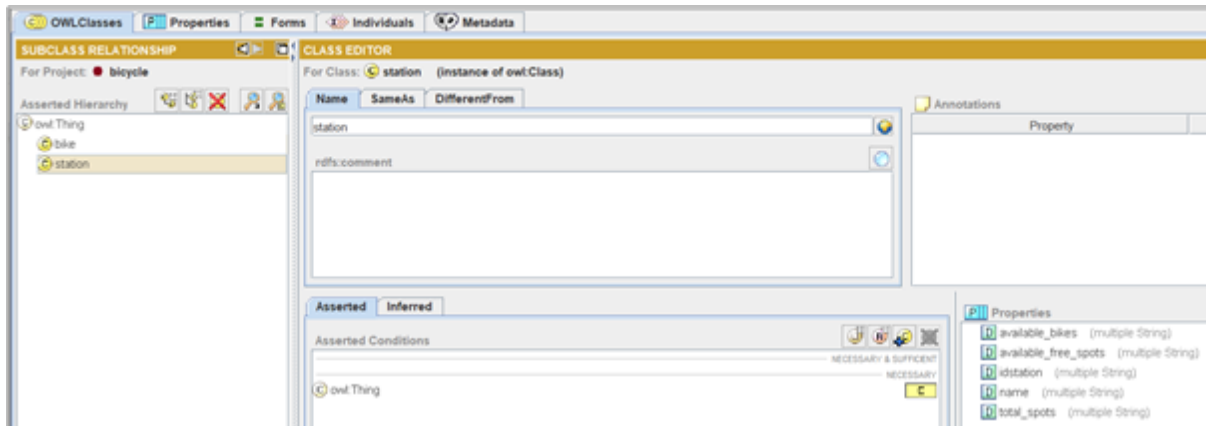 OWLClasses Properties Forms Individuals Metadata
SUBCLASS RELATIONSHIP
For Project: bicycle
Asserted Hierarchy
owl:Thing
bike
station
CLASS EDITOR
For Class: station (instance of owl:Class)
Name SameAs DifferentFrom
station
rdfs:comment
Annotations
Property
Asserted Inferred
Asserted Conditions
NECESSARY & SUFFICIENT
NECESSARY
owl:Thing
Properties
available_bikes (multiple String)
available_free_spots (multiple String)
idstation (multiple String)
name (multiple String)
total_spots (multiple String)